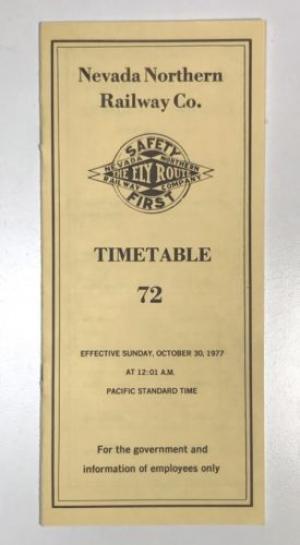 Nevada Northern
Railway Co.
SAFETY
NEVADA NORTHERN
THE ELY ROUTE
RAILWAY COMPANY
FIRST
TIMETABLE
72
EFFECTIVE SUNDAY, OCTOBER 30, 1977
AT 12:01 A.M.
PACIFIC STANDARD TIME
For the government and
information of employees only